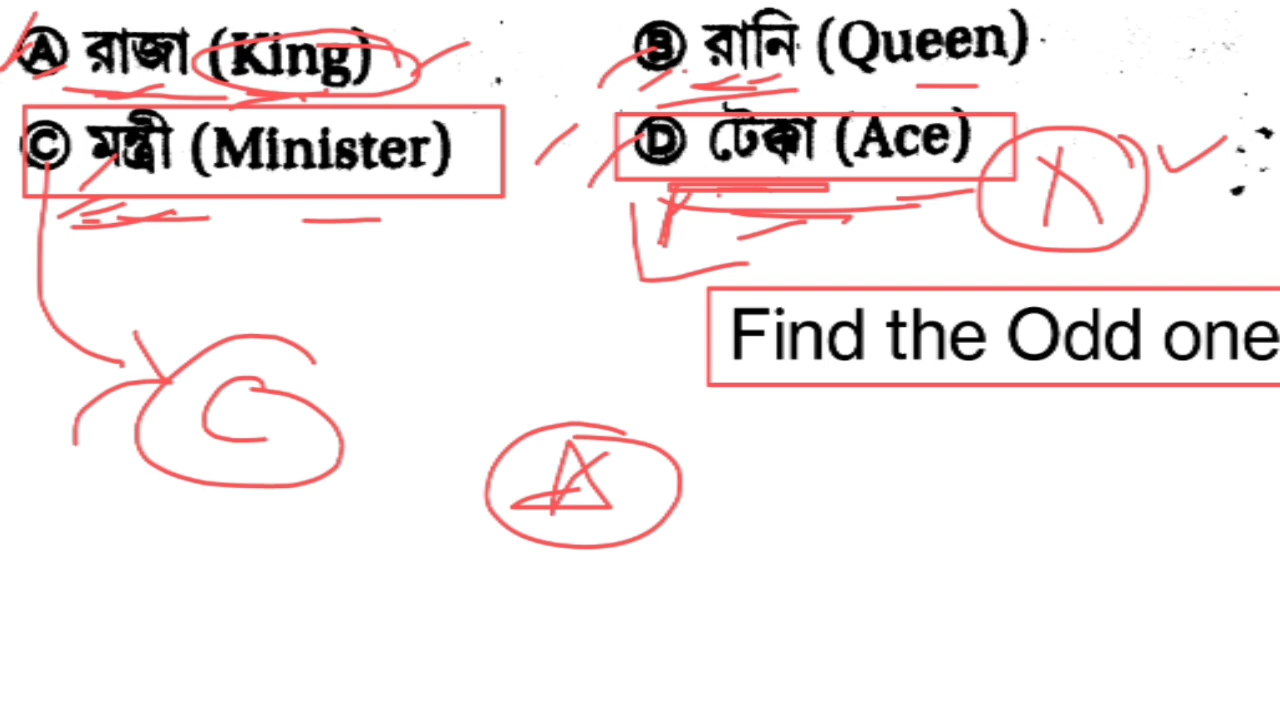 Ⓐ রাজা (King) Ⓑ রানি (Queen)
Ⓒ মন্ত্রী (Minister) Ⓓ টেক্কা (Ace)
Find the Odd one